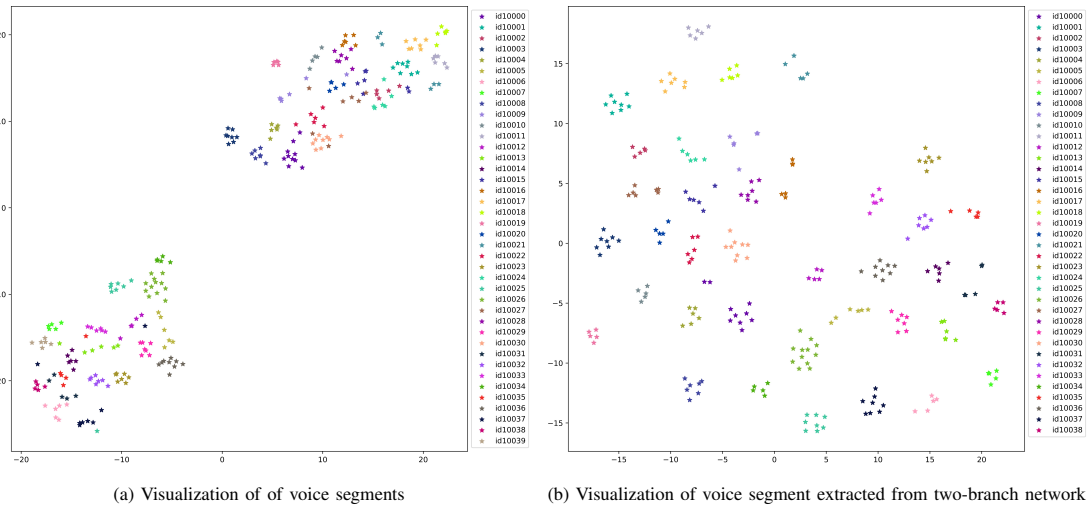 20
10
0
10
20
−20
−10
0
10
20
id10000
id10001
id10002
id10003
id10004
id10005
id10006
id10007
id10008
id10009
id10010
id10011
id10012
id10013
id10014
id10015
id10016
id10017
id10018
id10019
id10020
id10021
id10022
id10023
id10024
id10025
id10026
id10027
id10028
id10029
id10030
id10031
id10032
id10033
id10034
id10035
id10036
id10037
id10038
id10039
(a) Visualization of of voice segments
15
10
5
0
−5
−10
−15
−15
−10
−5
0
5
10
15
20
id10000
id10001
id10002
id10003
id10004
id10005
id10006
id10007
id10008
id10009
id10010
id10011
id10012
id10013
id10014
id10015
id10016
id10017
id10018
id10019
id10020
id10021
id10022
id10023
id10024
id10025
id10026
id10027
id10028
id10029
id10030
id10031
id10032
id10033
id10034
id10035
id10036
id10037
id10038
(b) Visualization of voice segment extracted from two-branch network